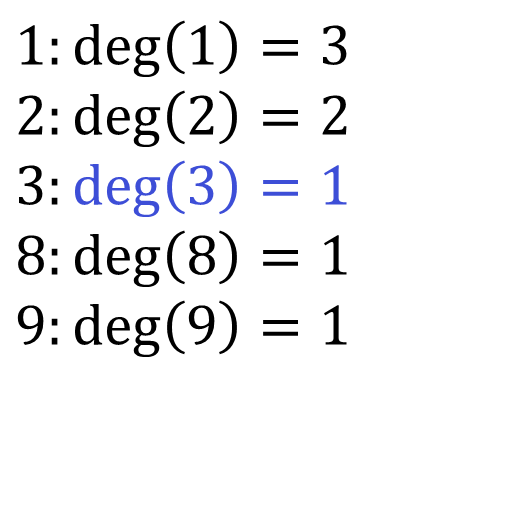 1: deg(1) = 3
2: deg(2) = 2
3: deg(3) = 1
8: deg(8) = 1
9: deg(9) = 1